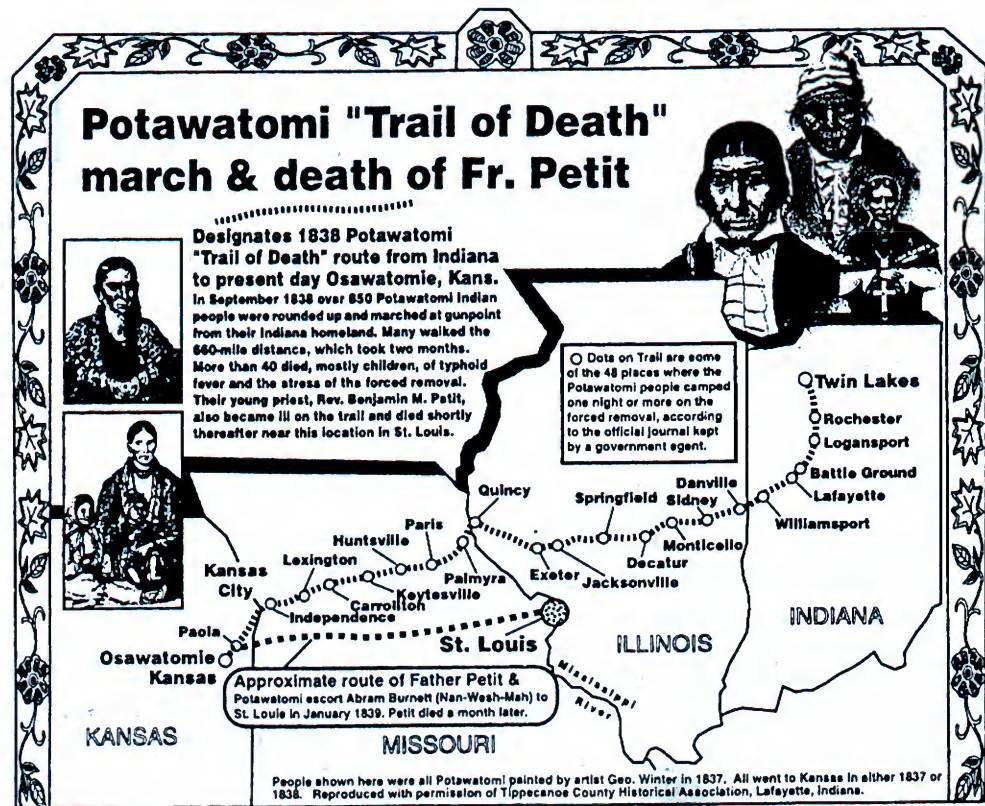 Potawatomi "Trail of Death"
march & death of Fr. Petit
Designates 1838 Potawatomi
"Trail of Death" route from Indiana
to present day Osawatomie, Kans.
In September 1838 over 850 Potawatomi Indian
people were rounded up and marched at gunpoint
from their Indiana homeland. Many walked the
660-mile distance, which took two months.
More than 40 died, mostly children, of typhoid
fever and the stress of the forced removal.
Their young priest, Rev. Benjamin M. Petit,
also became ill on the trail and died shortly
thereafter near this location in St. Louis.
O Dots on Trail are some
of the 48 places where the
Potawatomi people camped
one night or more on the
forced removal, according
to the official journal kept
by a government agent.
Twin Lakes
Rochester
Logansport
Battle Ground
Lafayette
Williamsport
Danville
Sidney
Monticello
Springfield
Decatur
Jacksonville
Exeter
Quincy
Palmyra
Paris
Huntsville
Keytesville
Carrollton
Lexington
Independence
Kansas
City
Paola
Osawatomie
Kansas
St. Louis
ILLINOIS
INDIANA
Mississippi
River
Approximate route of Father Petit &
Potawatomi escort Abram Burnett (Nan-Wesh-Mah) to
St. Louis in January 1839. Petit died a month later.
KANSAS
MISSOURI
People shown here were all Potawatomi painted by artist Geo. Winter in 1837. All went to Kansas in either 1837 or
1838. Reproduced with permission of Tippecanoe County Historical Association, Lafayette, Indiana.